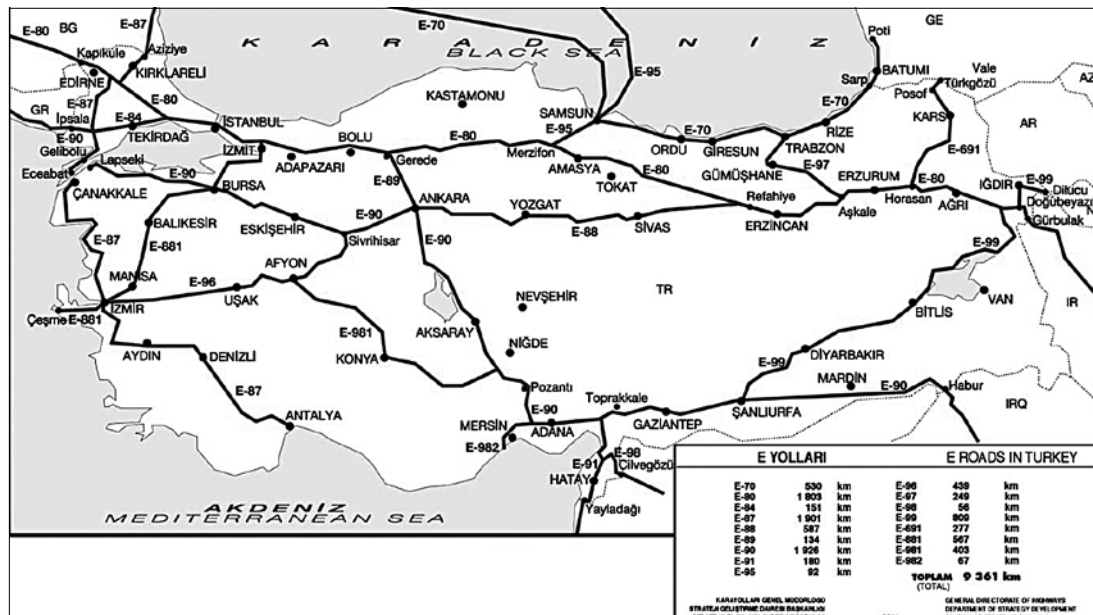 E-87
E-80
BG
E-70
GE
Poti
Aziziye
Kapıkule
K A R A D E N İ Z
BLACK SEA
KIRKLARELİ
EDİRNE
E-95
BATUMI
Sarp
Vale
Türkgözü
AZ
Posof
KASTAMONU
E-87
E-80
GR
İpsala
E-84
TEKİRDAĞ
İSTANBUL
SAMSUN
E-70
KARS
AR
E-90
Gelibolu
Lapseki
İZMİT
BOLU
E-80
E-95
E-70
RİZE
ORDU
GİRESUN
TRABZON
Merzifon
E-691
Eceabat
E-90
ADAPAZARI
Gerede
AMASYA
E-97
E-80
TOKAT
GÜMÜŞHANE
ERZURUM
E-80
IĞDIR
E-99
Dilucu
ÇANAKKALE
BURSA
E-89
ANKARA
YOZGAT
Refahiye
Aşkale
Horasan
AĞRI
Doğubeyazıt
Gürbulak
BALIKESİR
ESKİŞEHİR
E-90
Sivrihisar
E-88
SİVAS
ERZİNCAN
E-87
E-881
E-90
E-99
AFYON
MANİSA
E-96
UŞAK
NEVŞEHİR
TR
VAN
IR
İZMİR
Çeşme
E-881
BİTLİS
AKSARAY
E-981
AYDIN
DENİZLİ
KONYA
NİĞDE
DİYARBAKIR
E-99
MARDİN
E-90
Habur
E-87
Pozantı
Toprakkale
IRQ
ANTALYA
MERSİN
E-90
ADANA
GAZİANTEP
ŞANLIURFA
E-982
E-98
Cilvegözü
E-91
HATAY
Yayladağı
AKDENİZ
MEDITERRANEAN SEA
E YOLLARI
E ROADS IN TURKEY
E-70 530 km
E-80 1 803 km
E-84 151 km
E-87 1 901 km
E-88 587 km
E-89 134 km
E-90 1 926 km
E-91 180 km
E-95 92 km
E-96 439 km
E-97 249 km
E-98 56 km
E-99 809 km
E-691 277 km
E-881 567 km
E-981 403 km
E-982 67 km
TOPLAM 9 361 km
(TOTAL)
KARAYOLLARI GENEL MÜDÜRLÜĞÜ
STRATEJİ GELİŞTİRME DAİRESİ BAŞKANLIĞI
GENERAL DIRECTORATE OF HIGHWAYS
DEPARTMENT OF STRATEGY DEVELOPMENT